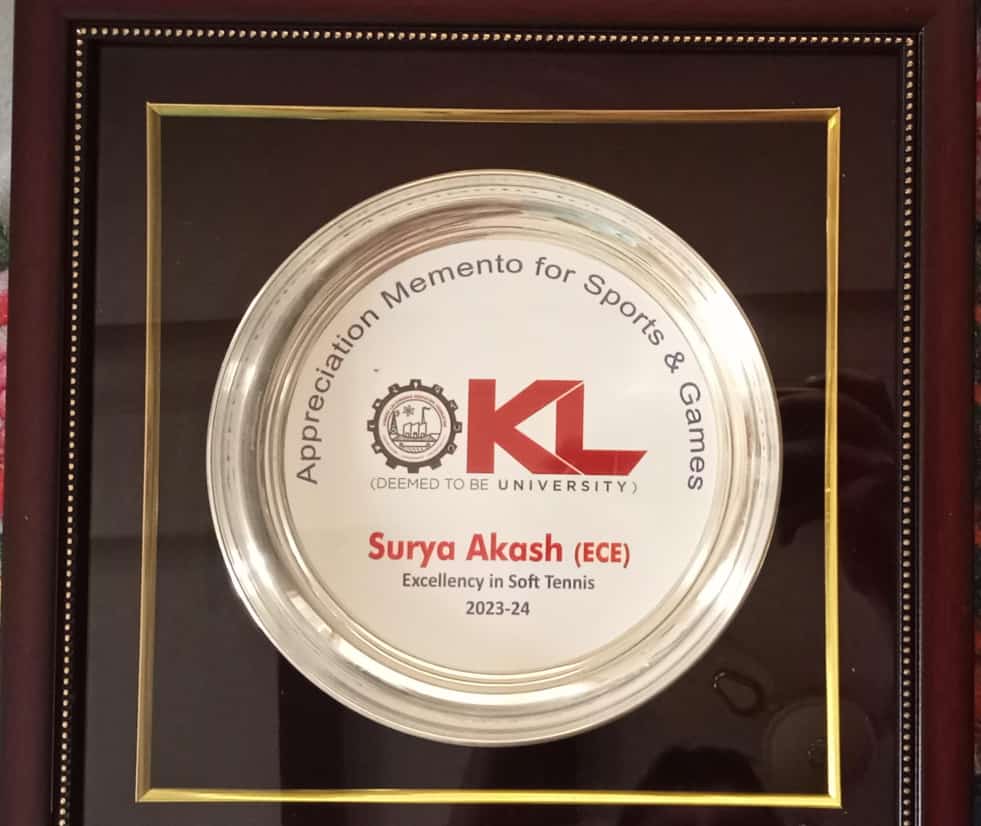 Appreciation Memento for Sports & Games
KL
(DEEMED TO BE UNIVERSITY)
Surya Akash (ECE)
Excellency in Soft Tennis
2023-24